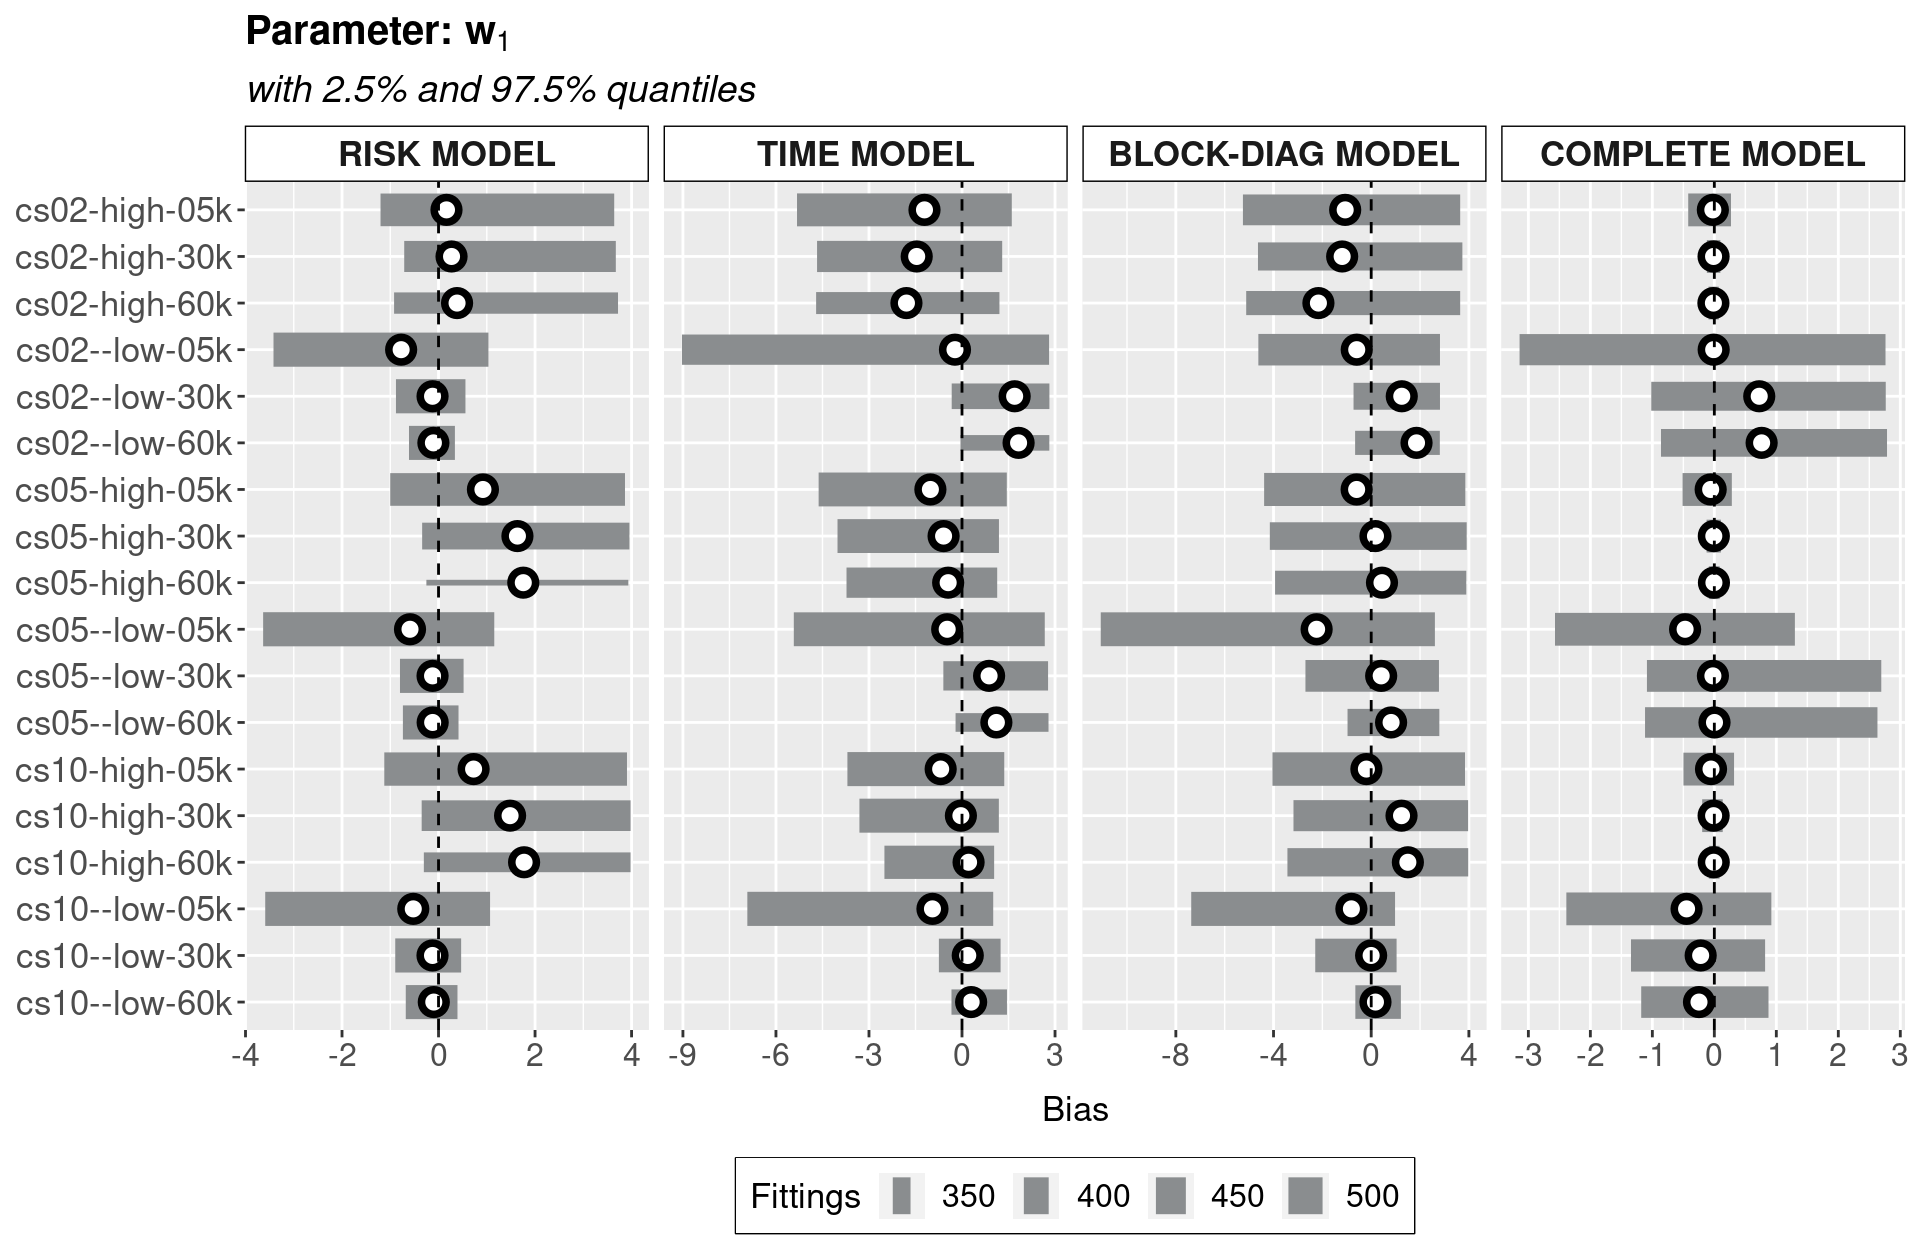 Parameter: w₁
with 2.5% and 97.5% quantiles
RISK MODEL TIME MODEL BLOCK-DIAG MODEL COMPLETE MODEL
cs02-high-05k
cs02-high-30k
cs02-high-60k
cs02--low-05k
cs02--low-30k
cs02--low-60k
cs05-high-05k
cs05-high-30k
cs05-high-60k
cs05--low-05k
cs05--low-30k
cs05--low-60k
cs10-high-05k
cs10-high-30k
cs10-high-60k
cs10--low-05k
cs10--low-30k
cs10--low-60k
-4 -2 0 2 4 -9 -6 -3 0 3 -8 -4 0 4 -3 -2 -1 0 1 2 3
Bias
Fittings 350 400 450 500